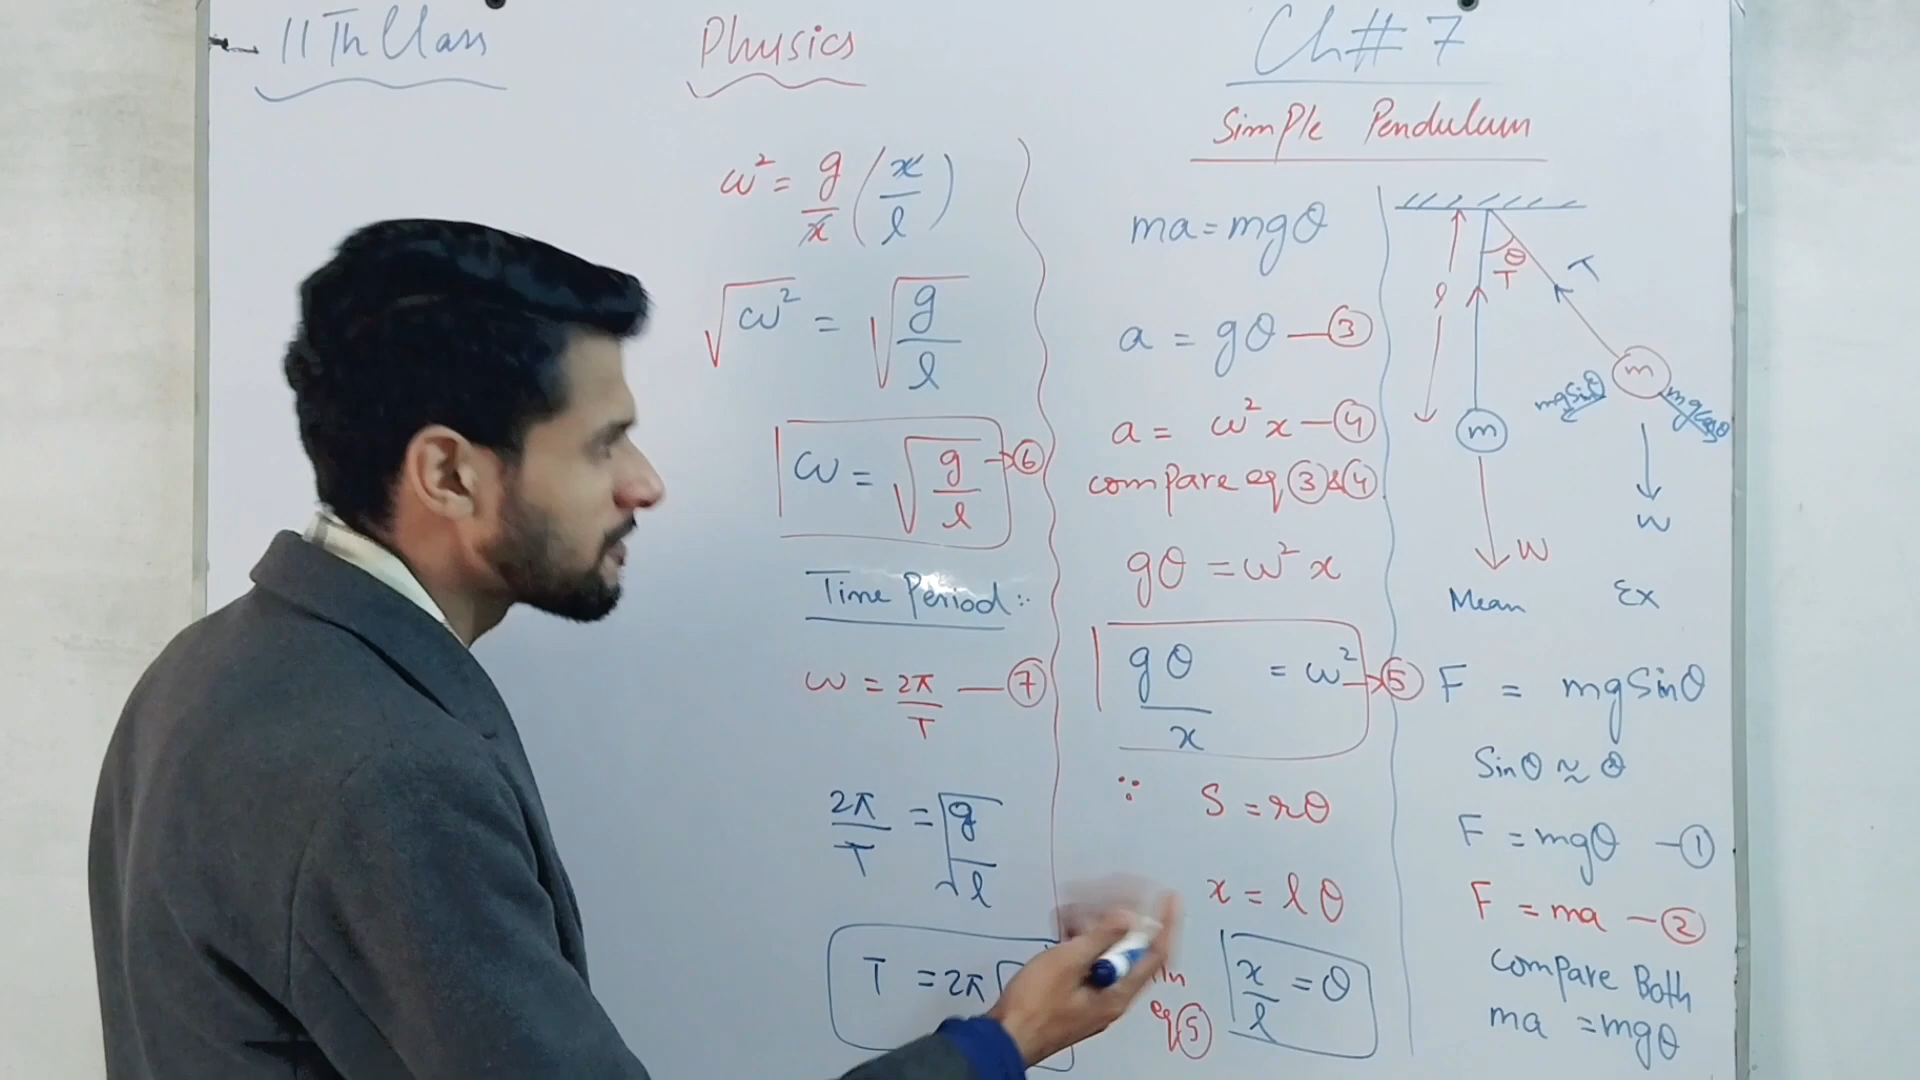 11Th Class
Physics
Ch# 7
Simple Pendulum
θ
T
T
l
m
m
mgSinθ
mgcosθ
W
W
Mean
Ex
F = mgSinθ
Sinθ ≈ θ
F = mgθ —①
F = ma —②
Compare Both
ma = mgθ
ma = mgθ
a = gθ —③
a = ω²x —④
compare eq ③&④
gθ = ω²x
gθ/x = ω² → ⑤
∵ S = rθ
x = lθ
x/l = θ
in
eq ⑤
ω² = g/x (x/l)
√ω² = √(g/l)
ω = √(g/l) → ⑥
Time Period :-
ω = 2π/T —⑦
2π/T = √(g/l)
T = 2π√